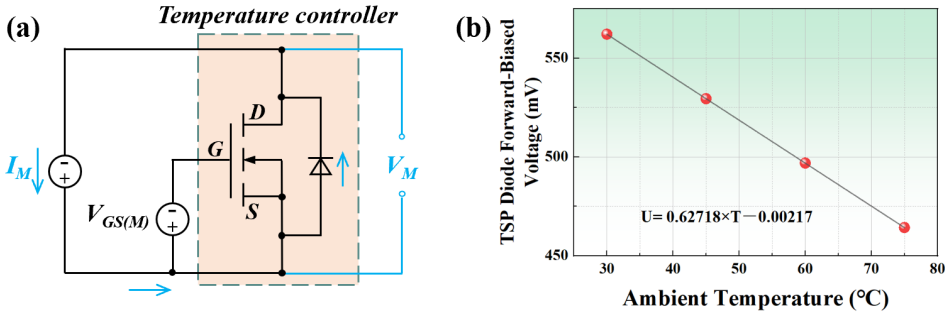 (a)
Temperature controller
D
G
S
I_M
V_GS(M)
V_M
-
+
-
+
(b)
TSP Diode Forward-Biased
Voltage (mV)
550
500
450
U= 0.62718×T−0.00217
30 40 50 60 70 80
Ambient Temperature (℃)